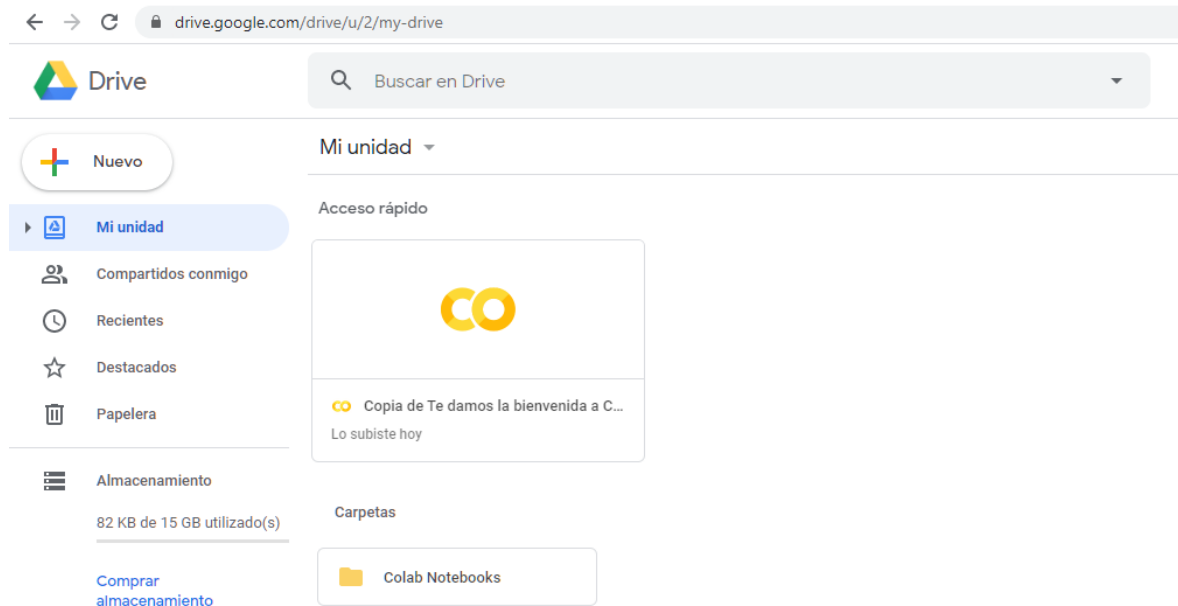 drive.google.com/drive/u/2/my-drive
Drive
Buscar en Drive
Nuevo
Mi unidad
Mi unidad
Compartidos conmigo
Recientes
Destacados
Papelera
Almacenamiento
82 KB de 15 GB utilizado(s)
Comprar
almacenamiento
Acceso rápido
CO
CO Copia de Te damos la bienvenida a C...
Lo subiste hoy
Carpetas
Colab Notebooks